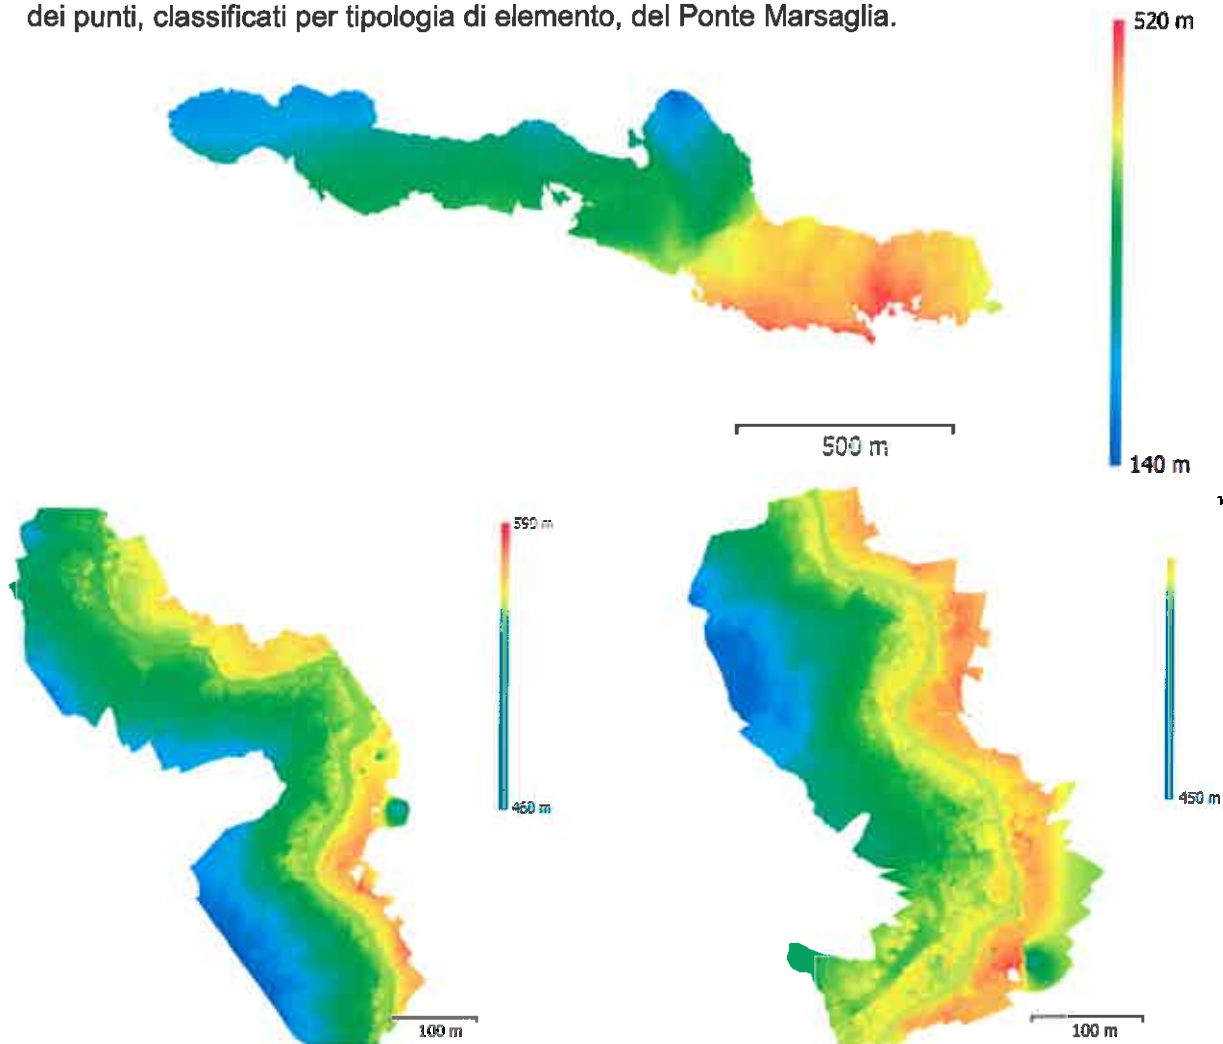 dei punti, classificati per tipologia di elemento, del Ponte Marsaglia.
520 m
500 m
140 m
590 m
460 m
100 m
450 m
100 m